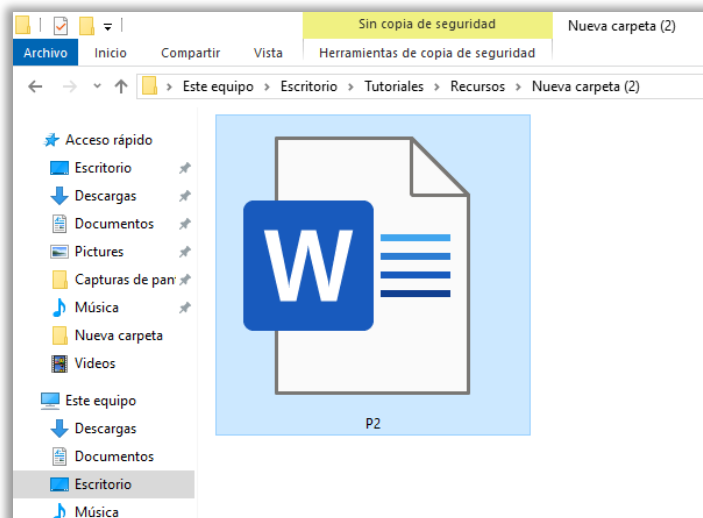 Sin copia de seguridad
Nueva carpeta (2)
Archivo
Inicio
Compartir
Vista
Herramientas de copia de seguridad
Este equipo > Escritorio > Tutoriales > Recursos > Nueva carpeta (2)
Acceso rápido
Escritorio
Descargas
Documentos
Pictures
Capturas de pan
Música
Nueva carpeta
Videos
Este equipo
Descargas
Documentos
Escritorio
Música
W
P2